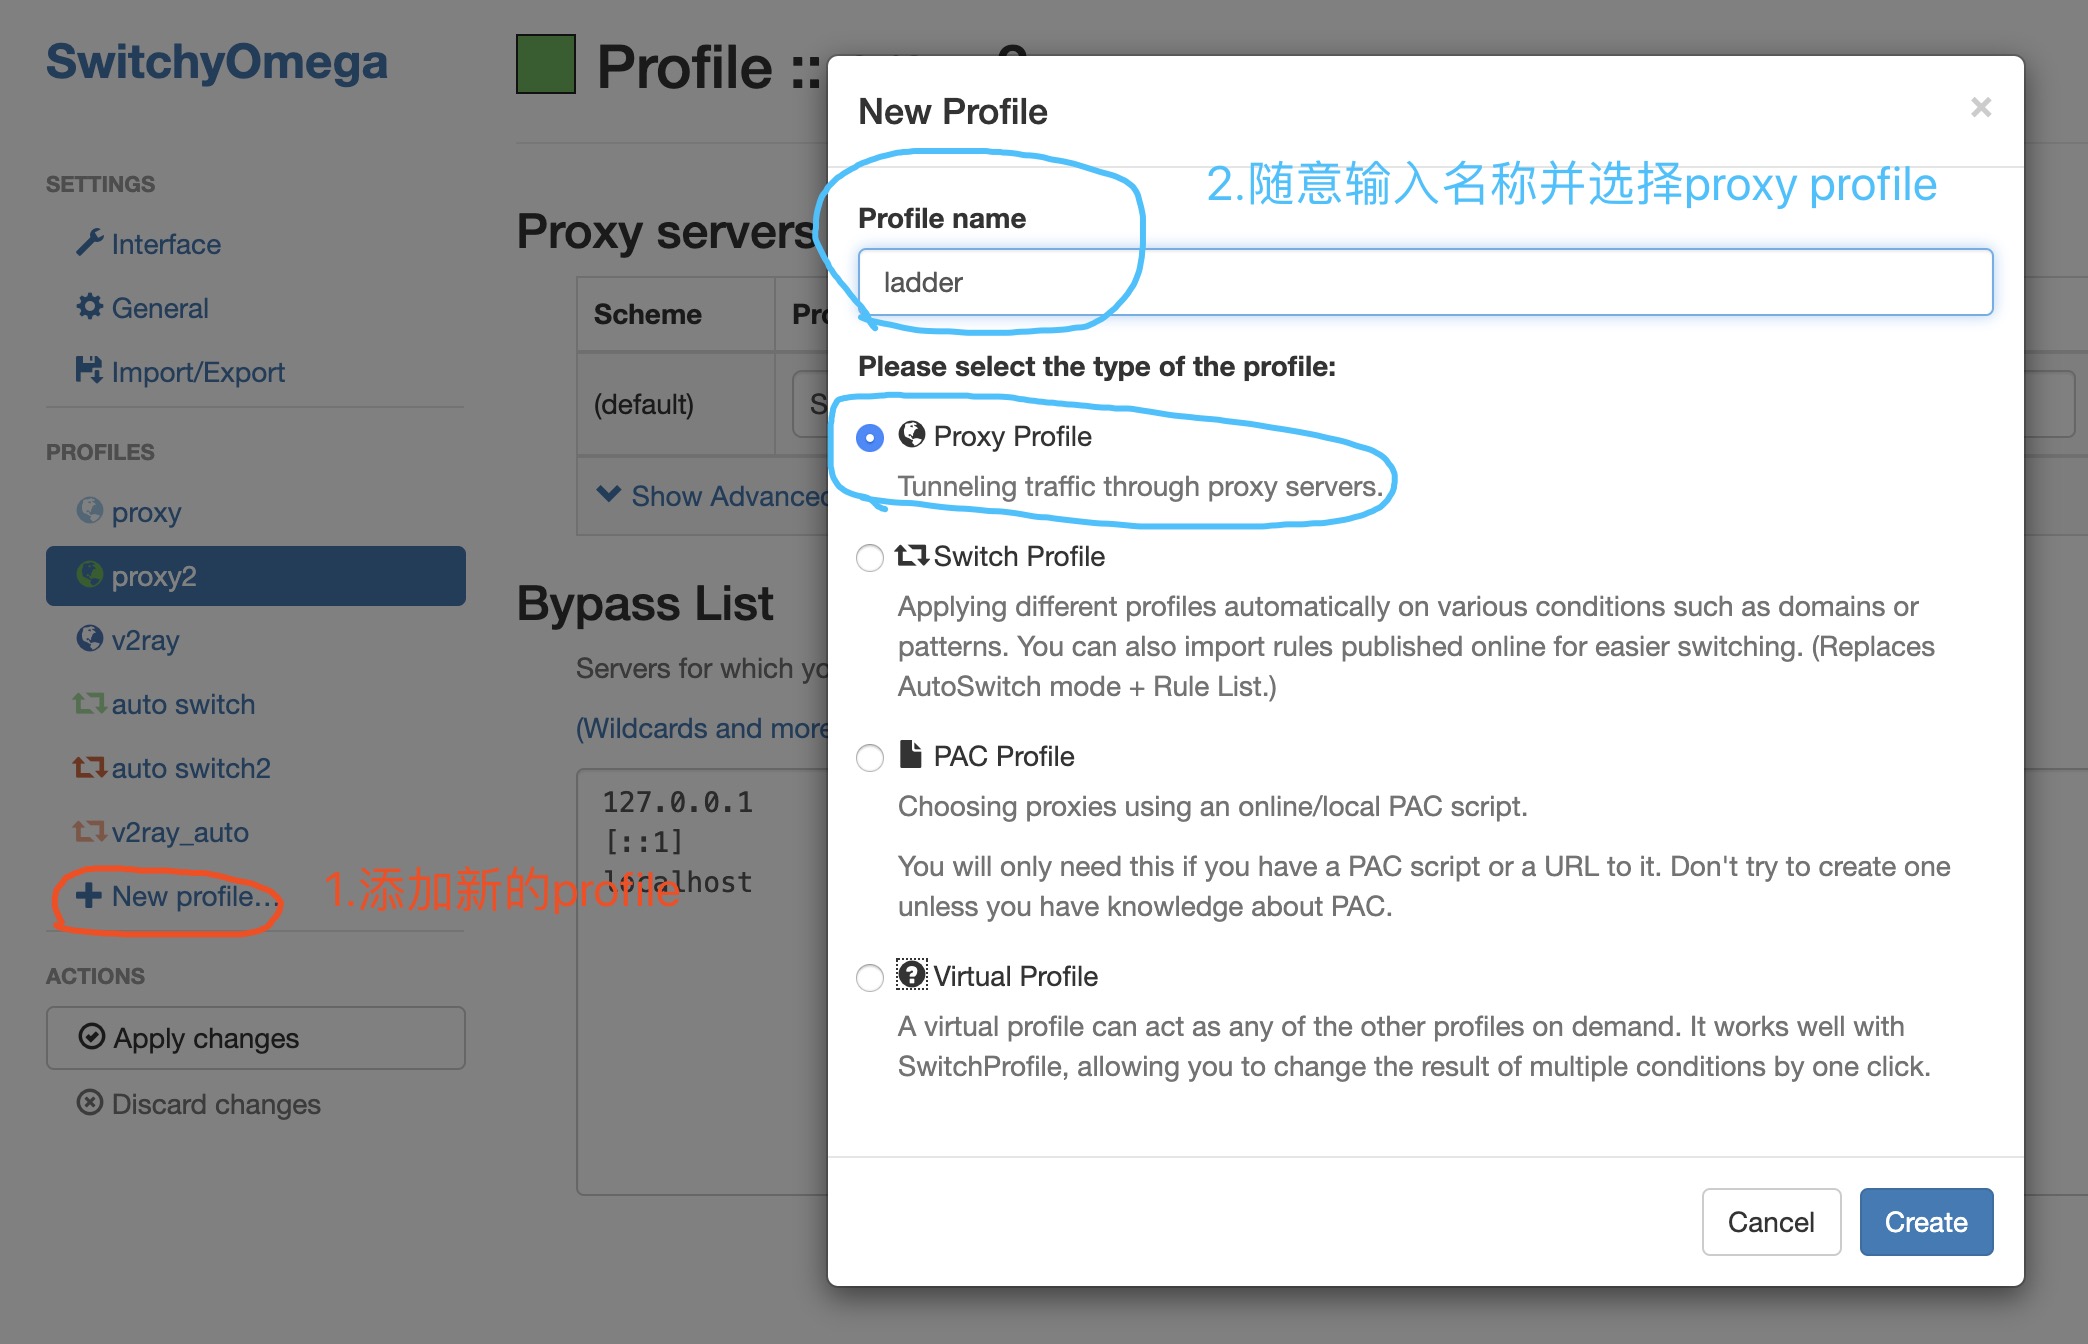 SwitchyOmega
SETTINGS
Interface
General
Import/Export
PROFILES
proxy
proxy2
v2ray
auto switch
auto switch2
v2ray_auto
New profile...
1.添加新的profile
ACTIONS
Apply changes
Discard changes
Profile ::
Proxy servers
Scheme
(default)
Show Advanced
Bypass List
Servers for which yo
(Wildcards and more
127.0.0.1
[::1]
localhost
New Profile
×
2.随意输入名称并选择proxy profile
Profile name
ladder
Please select the type of the profile:
Proxy Profile
Tunneling traffic through proxy servers.
Switch Profile
Applying different profiles automatically on various conditions such as domains or
patterns. You can also import rules published online for easier switching. (Replaces
AutoSwitch mode + Rule List.)
PAC Profile
Choosing proxies using an online/local PAC script.
You will only need this if you have a PAC script or a URL to it. Don't try to create one
unless you have knowledge about PAC.
Virtual Profile
A virtual profile can act as any of the other profiles on demand. It works well with
SwitchProfile, allowing you to change the result of multiple conditions by one click.
Cancel
Create